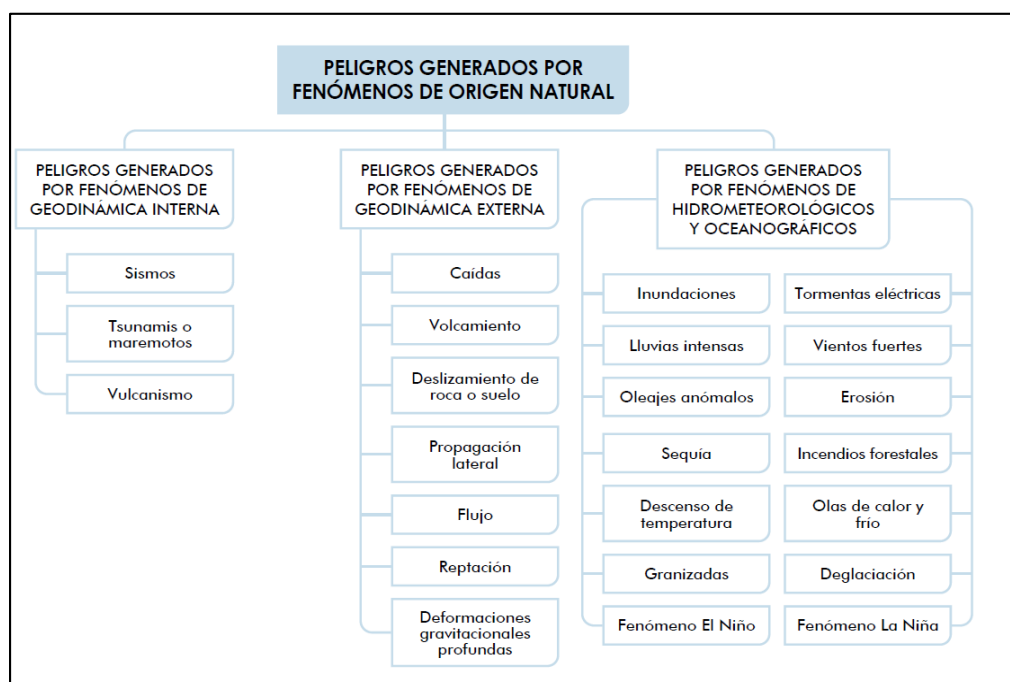 PELIGROS GENERADOS POR
FENÓMENOS DE ORIGEN NATURAL
PELIGROS GENERADOS
POR FENÓMENOS DE
GEODINÁMICA INTERNA
Sismos
Tsunamis o
maremotos
Vulcanismo
PELIGROS GENERADOS
POR FENÓMENOS DE
GEODINÁMICA EXTERNA
Caídas
Volcamiento
Deslizamiento de
roca o suelo
Propagación
lateral
Flujo
Reptación
Deformaciones
gravitacionales
profundas
PELIGROS GENERADOS
POR FENÓMENOS DE
HIDROMETEOROLÓGICOS
Y OCEANOGRÁFICOS
Inundaciones
Tormentas eléctricas
Lluvias intensas
Vientos fuertes
Oleajes anómalos
Erosión
Sequía
Incendios forestales
Descenso de
temperatura
Olas de calor y
frío
Granizadas
Deglaciación
Fenómeno El Niño
Fenómeno La Niña